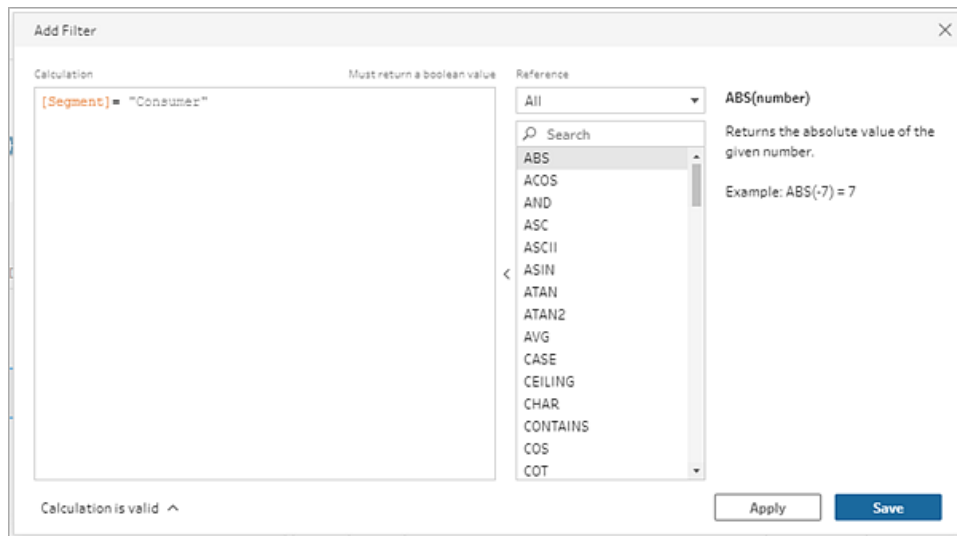 Add Filter
Calculation
Must return a boolean value
Reference
[Segment]= "Consumer"
All
Search
ABS
ACOS
AND
ASC
ASCII
ASIN
ATAN
ATAN2
AVG
CASE
CEILING
CHAR
CONTAINS
COS
COT
ABS(number)
Returns the absolute value of the
given number.
Example: ABS(-7) = 7
Calculation is valid
Apply
Save